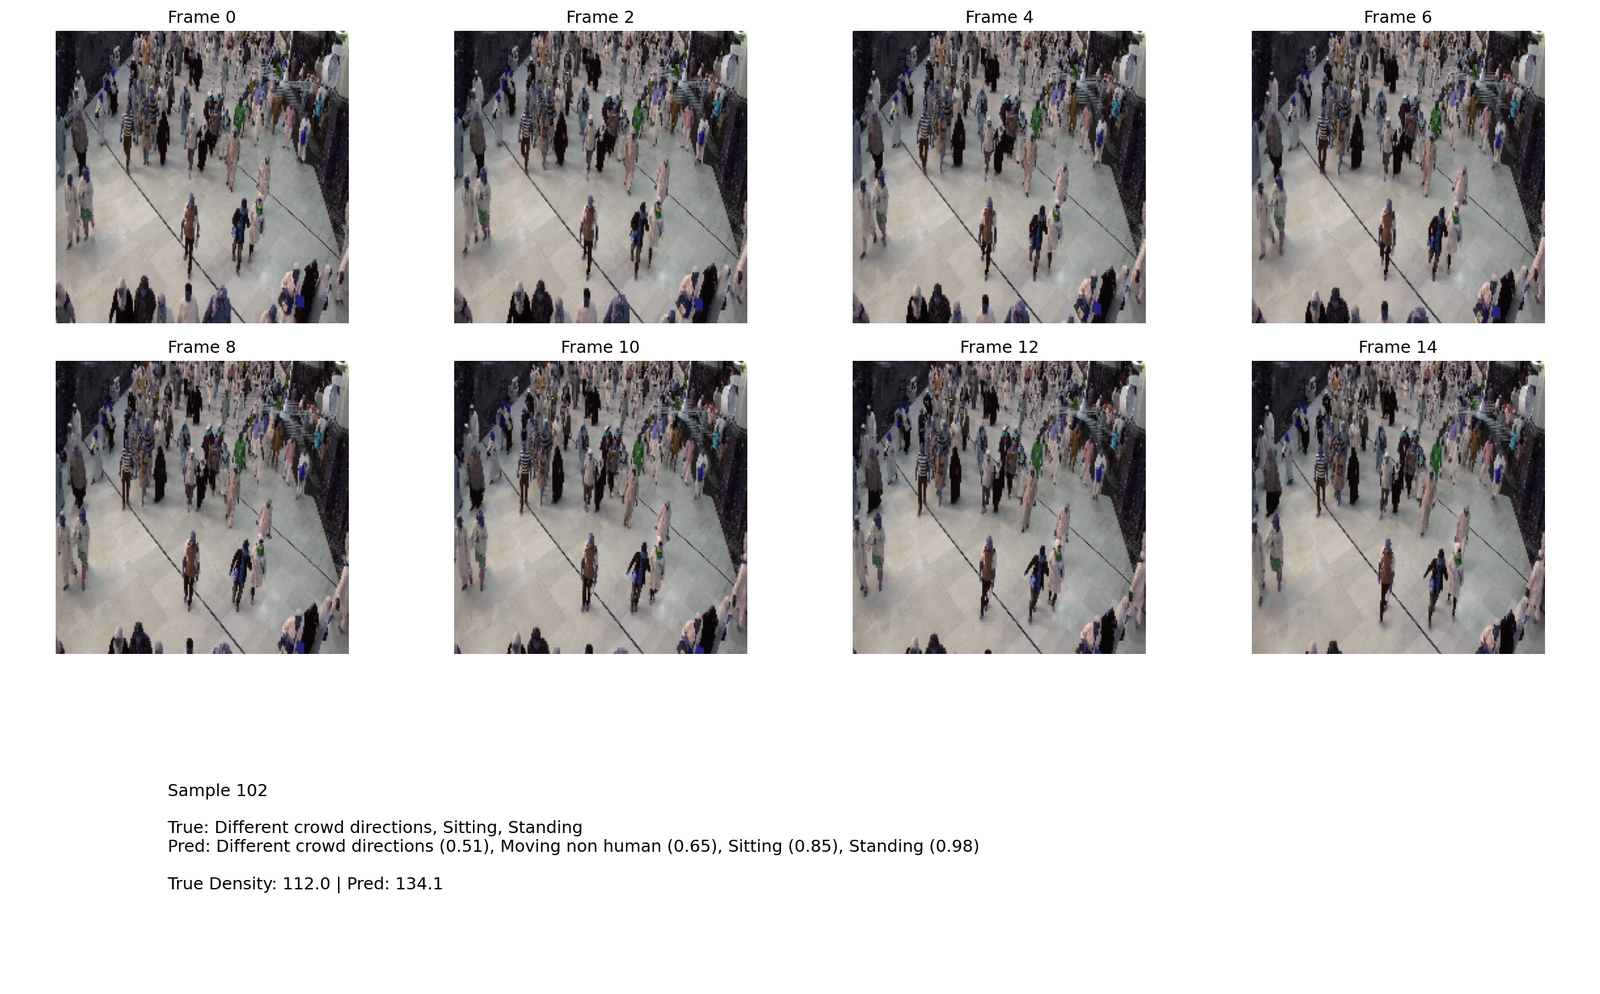 Frame 0
Frame 2
Frame 4
Frame 6
Frame 8
Frame 10
Frame 12
Frame 14
Sample 102
True: Different crowd directions, Sitting, Standing
Pred: Different crowd directions (0.51), Moving non human (0.65), Sitting (0.85), Standing (0.98)
True Density: 112.0 | Pred: 134.1